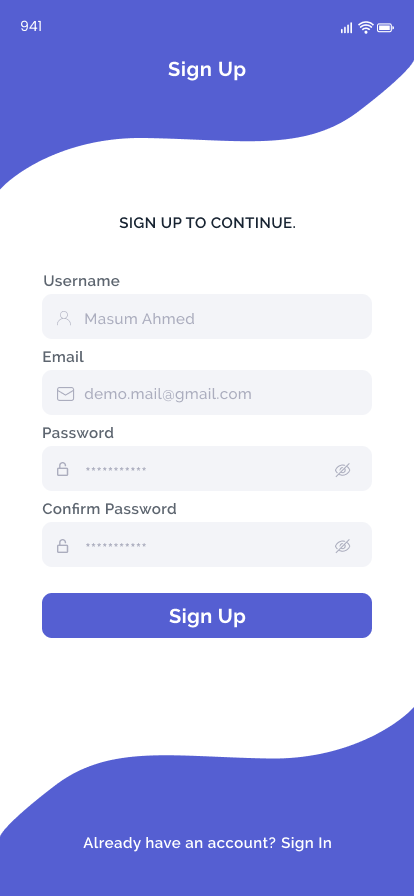 941
Sign Up
SIGN UP TO CONTINUE.
Username
Masum Ahmed
Email
demo.mail@gmail.com
Password
***********
Confirm Password
***********
Sign Up
Already have an account? Sign In